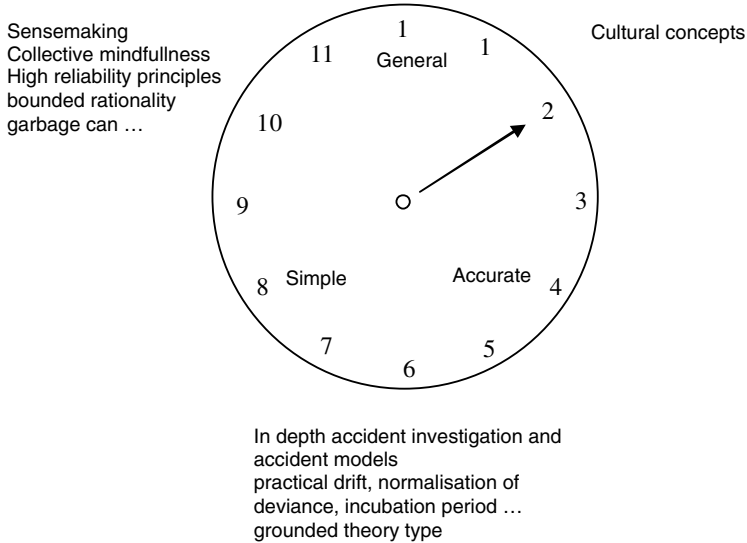 Sensemaking
Collective mindfullness
High reliability principles
bounded rationality
garbage can …
Cultural concepts
1
1
2
3
4
5
6
7
8
9
10
11
General
Simple
Accurate
In depth accident investigation and
accident models
practical drift, normalisation of
deviance, incubation period …
grounded theory type